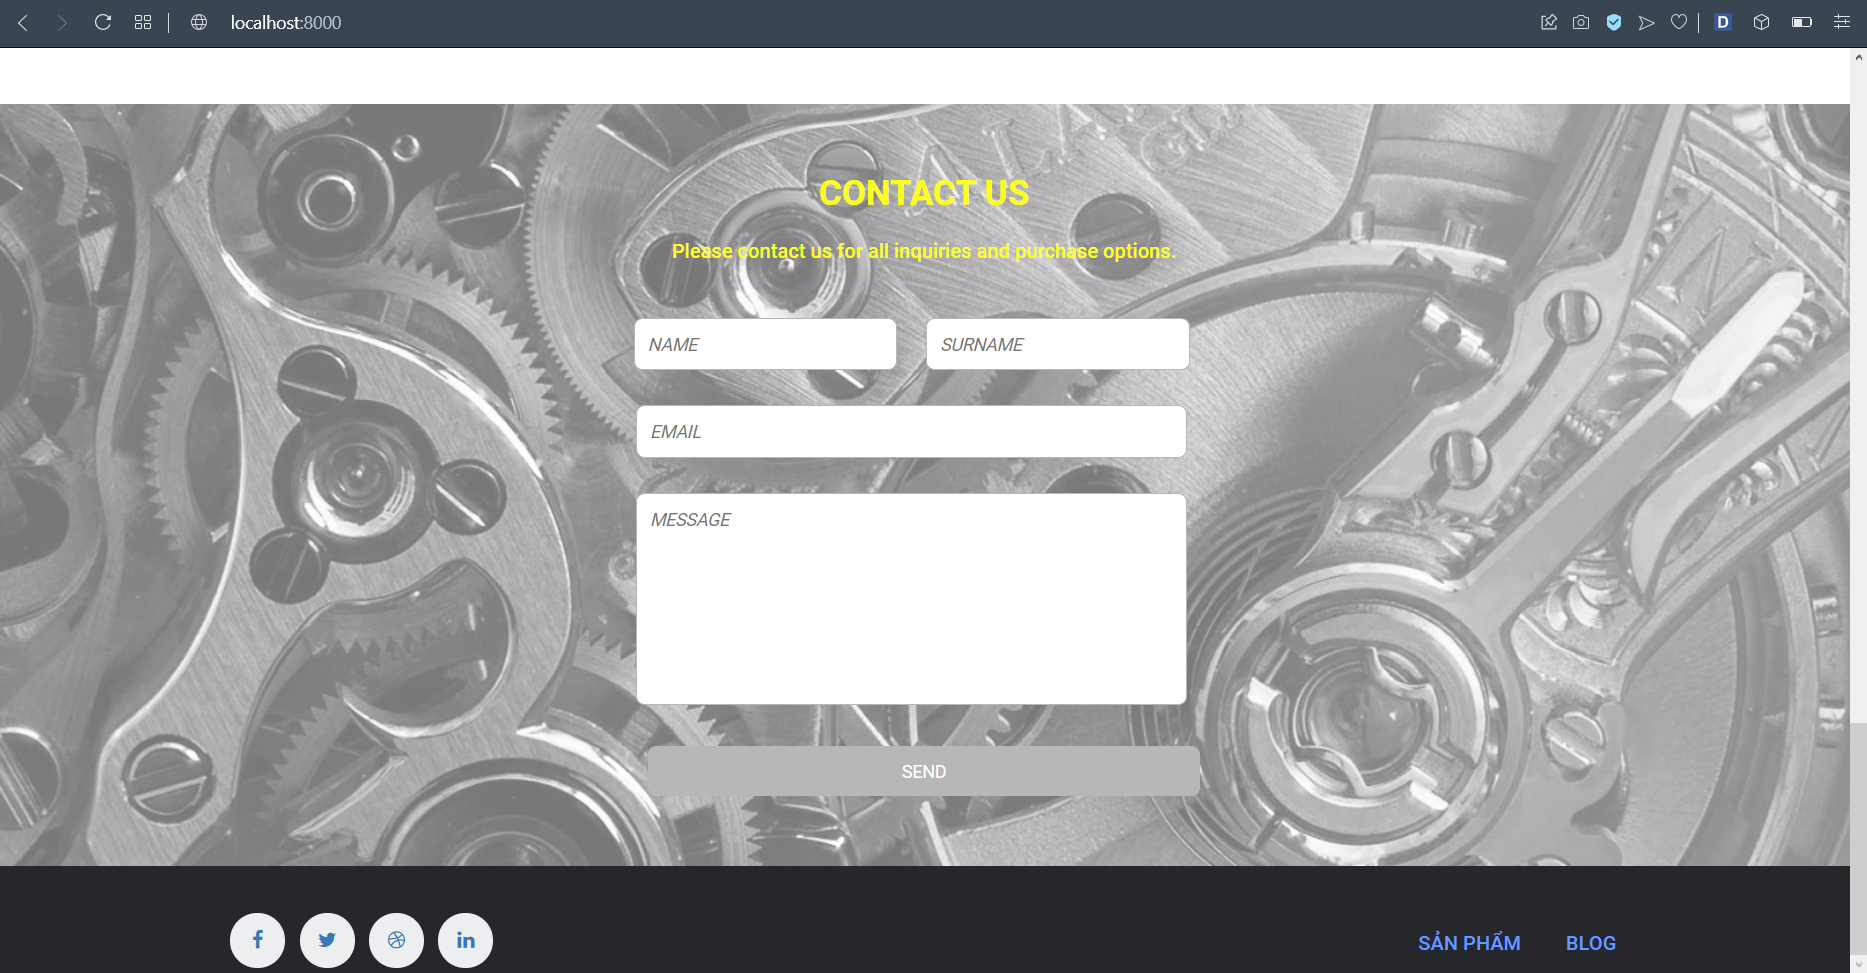 localhost:8000
D
CONTACT US
Please contact us for all inquiries and purchase options.
NAME
SURNAME
EMAIL
MESSAGE
SEND
SẢN PHẨM
BLOG